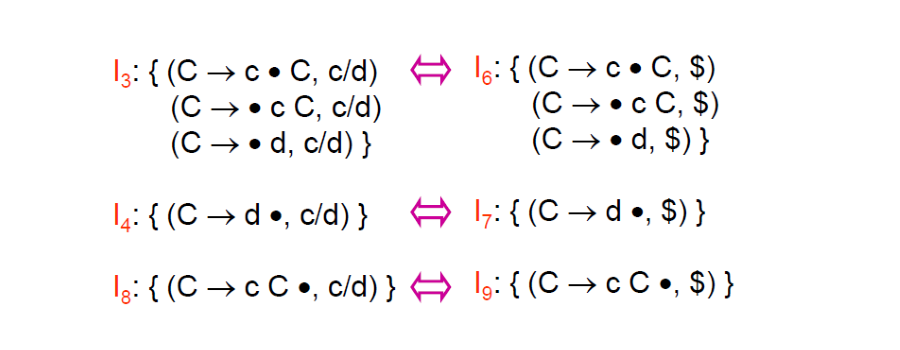 I3: { (C → c • C, c/d) ⇔ I6: { (C → c • C, $)
(C → • c C, c/d) (C → • c C, $)
(C → • d, c/d) } (C → • d, $) }
I4: { (C → d •, c/d) } ⇔ I7: { (C → d •, $) }
I8: { (C → c C •, c/d) } ⇔ I9: { (C → c C •, $) }